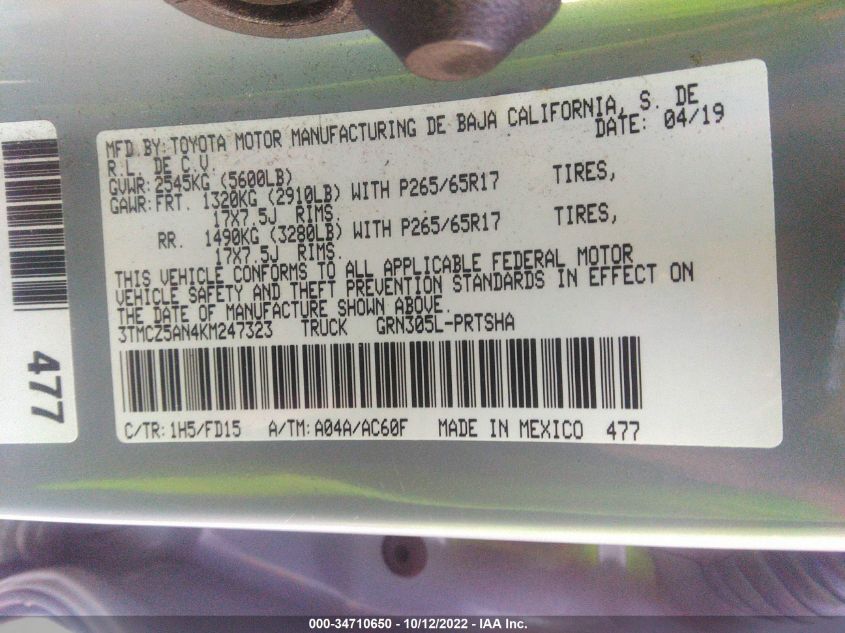 MFD BY: TOYOTA MOTOR MANUFACTURING DE BAJA CALIFORNIA, S. DE
R.L. DE C.V. DATE: 04/19
GVWR: 2545KG (5600LB)
GAWR: FRT. 1320KG (2910LB) WITH P265/65R17 TIRES,
17X7.5J RIMS.
RR. 1490KG (3280LB) WITH P265/65R17 TIRES,
17X7.5J RIMS.
THIS VEHICLE CONFORMS TO ALL APPLICABLE FEDERAL MOTOR
VEHICLE SAFETY AND THEFT PREVENTION STANDARDS IN EFFECT ON
THE DATE OF MANUFACTURE SHOWN ABOVE.
3TMCZ5AN4KM247323 TRUCK GRN305L-PRTSHA
C/TR: 1H5/FD15 A/TM: A04A/AC60F MADE IN MEXICO 477
477
000-34710650 - 10/12/2022 - IAA Inc.